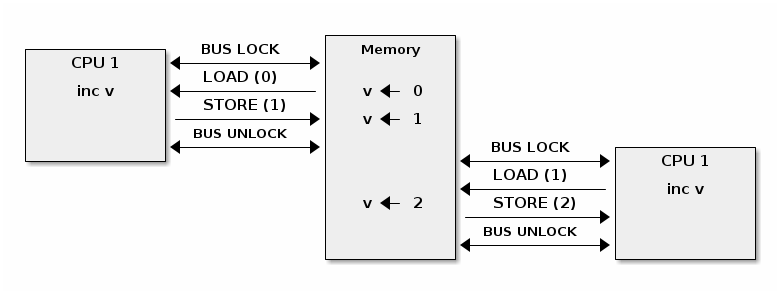 CPU 1
inc v
BUS LOCK
LOAD (0)
STORE (1)
BUS UNLOCK
Memory
v ← 0
v ← 1
v ← 2
BUS LOCK
LOAD (1)
STORE (2)
BUS UNLOCK
CPU 1
inc v